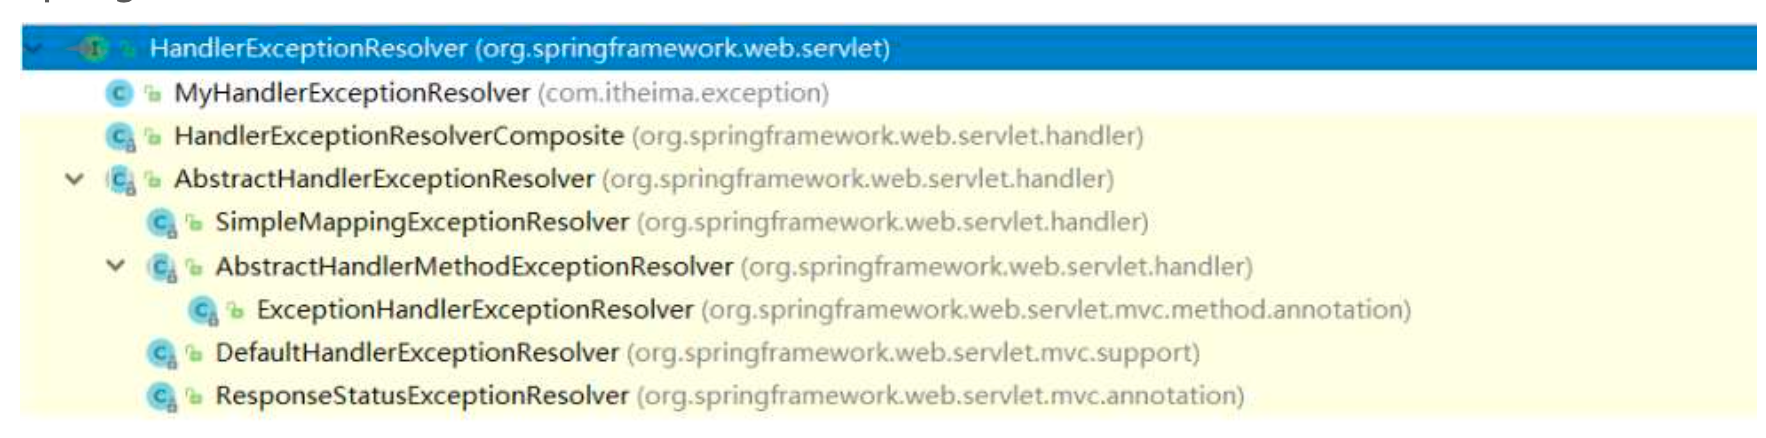 HandlerExceptionResolver (org.springframework.web.servlet)
MyHandlerExceptionResolver (com.itheima.exception)
HandlerExceptionResolverComposite (org.springframework.web.servlet.handler)
AbstractHandlerExceptionResolver (org.springframework.web.servlet.handler)
SimpleMappingExceptionResolver (org.springframework.web.servlet.handler)
AbstractHandlerMethodExceptionResolver (org.springframework.web.servlet.handler)
ExceptionHandlerExceptionResolver (org.springframework.web.servlet.mvc.method.annotation)
DefaultHandlerExceptionResolver (org.springframework.web.servlet.mvc.support)
ResponseStatusExceptionResolver (org.springframework.web.servlet.mvc.annotation)